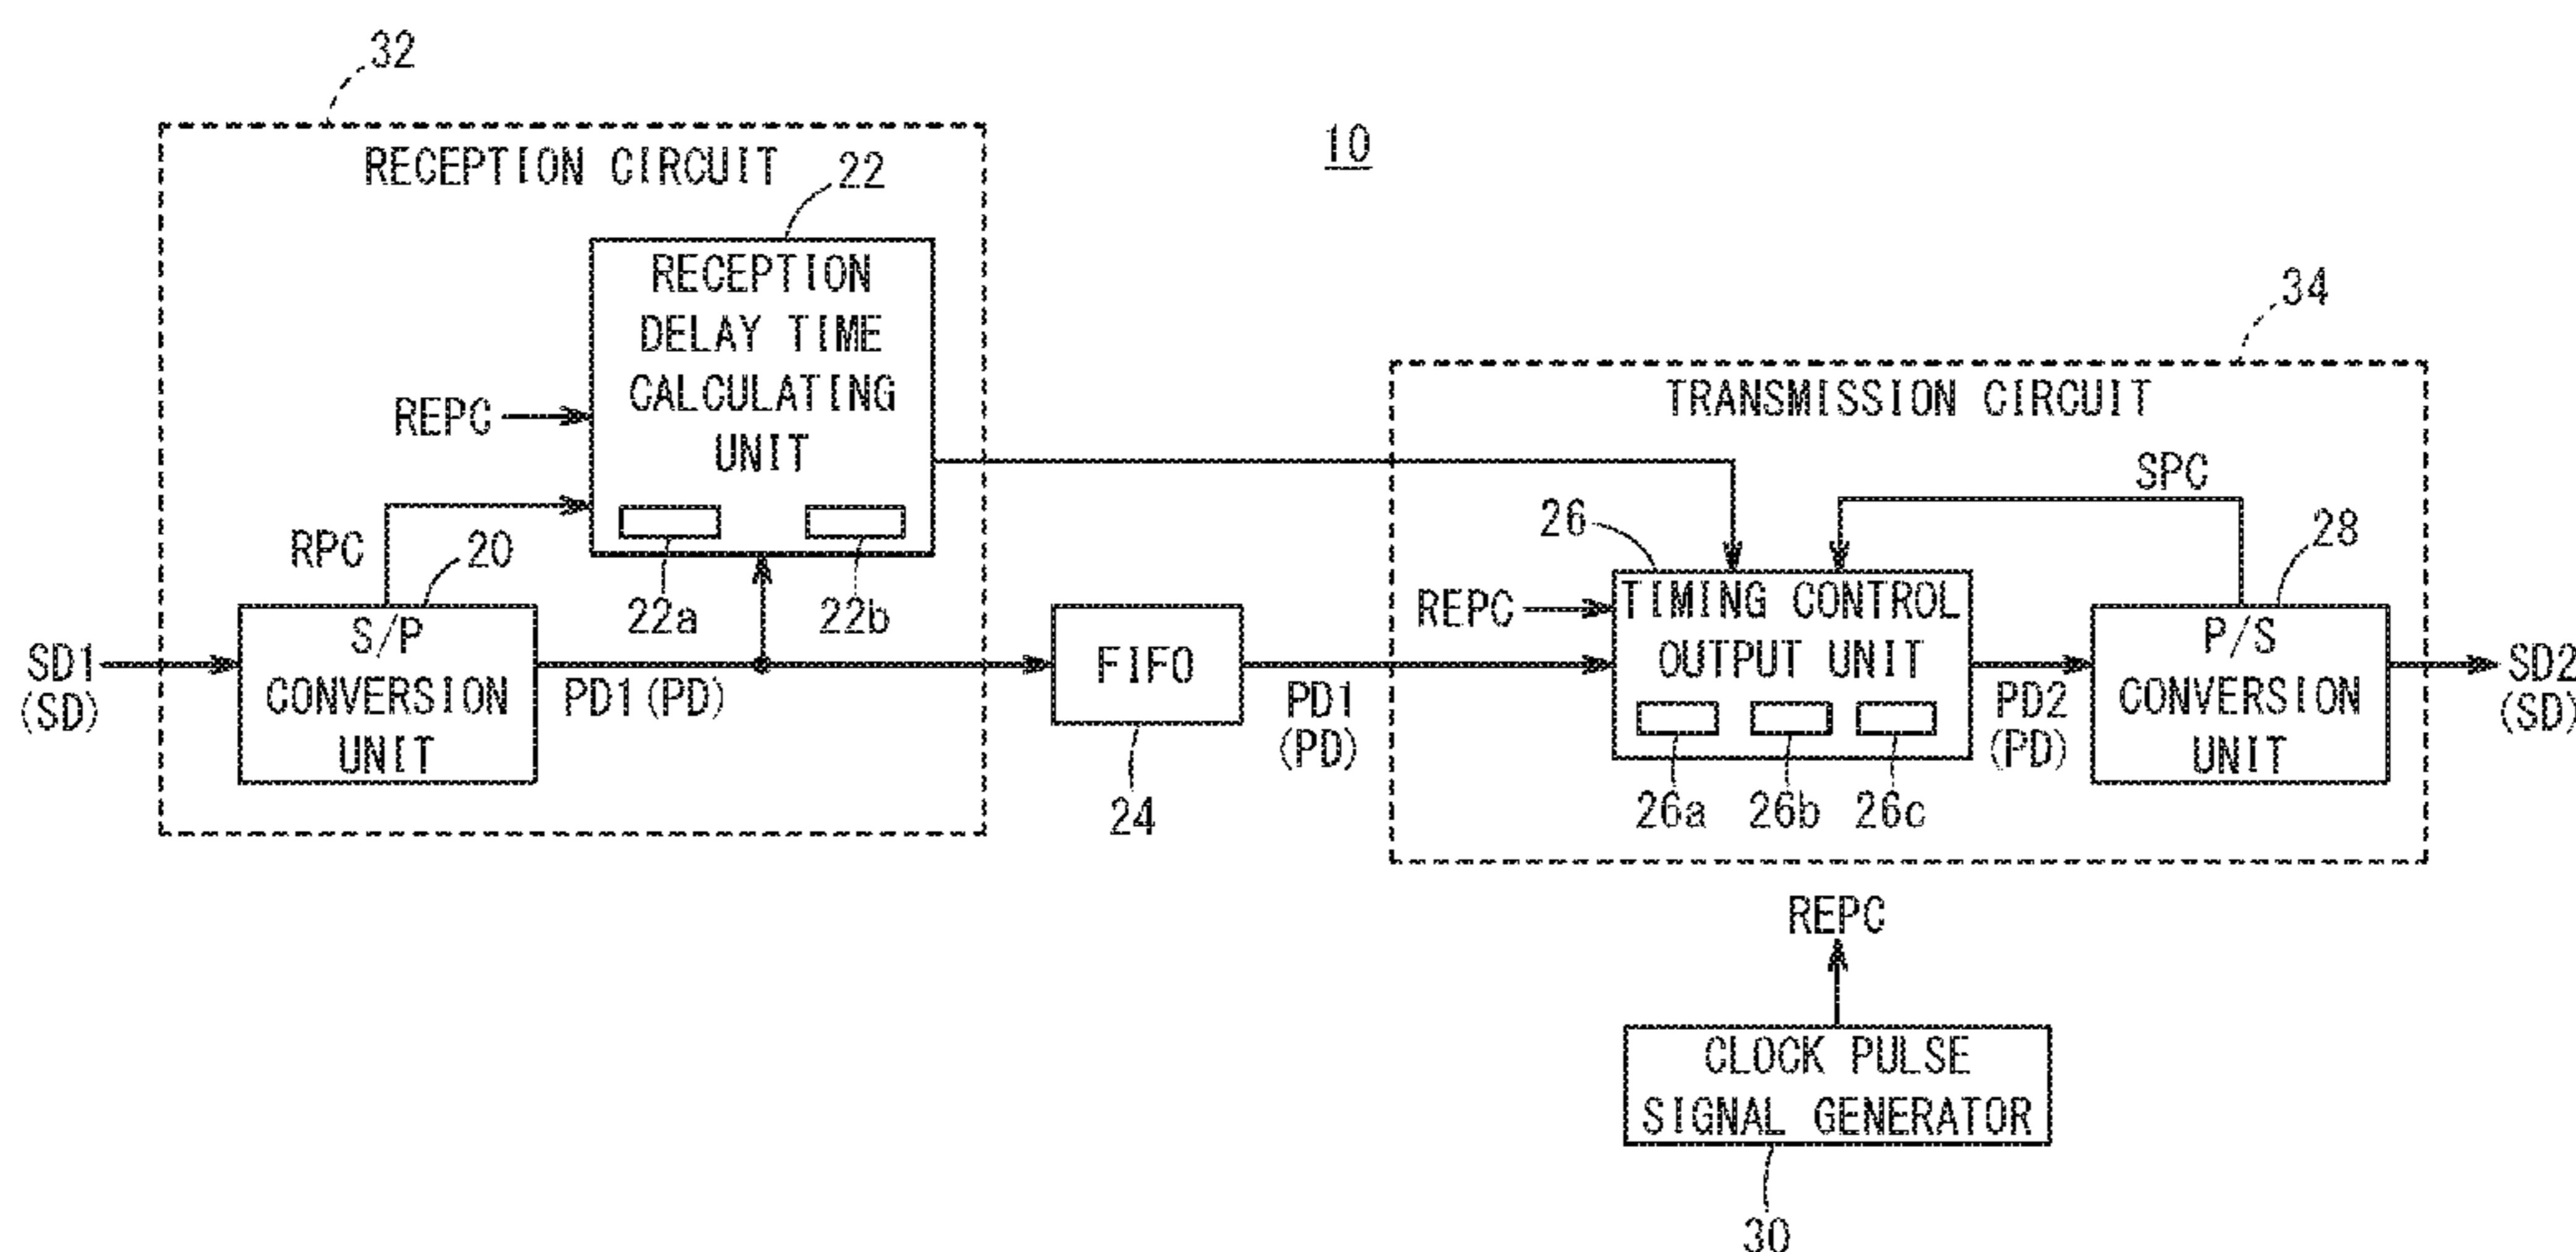 32
10
RECEPTION CIRCUIT
22
RECEPTION
DELAY TIME
CALCULATING
UNIT
REPC
RPC
20
22a
22b
S/P
CONVERSION
UNIT
SD1
(SD)
PD1(PD)
FIFO
24
PD1
(PD)
34
TRANSMISSION CIRCUIT
SPC
26
28
REPC
TIMING CONTROL
OUTPUT UNIT
26a
26b
26c
PD2
(PD)
P/S
CONVERSION
UNIT
SD2
(SD)
REPC
CLOCK PULSE
SIGNAL GENERATOR
30